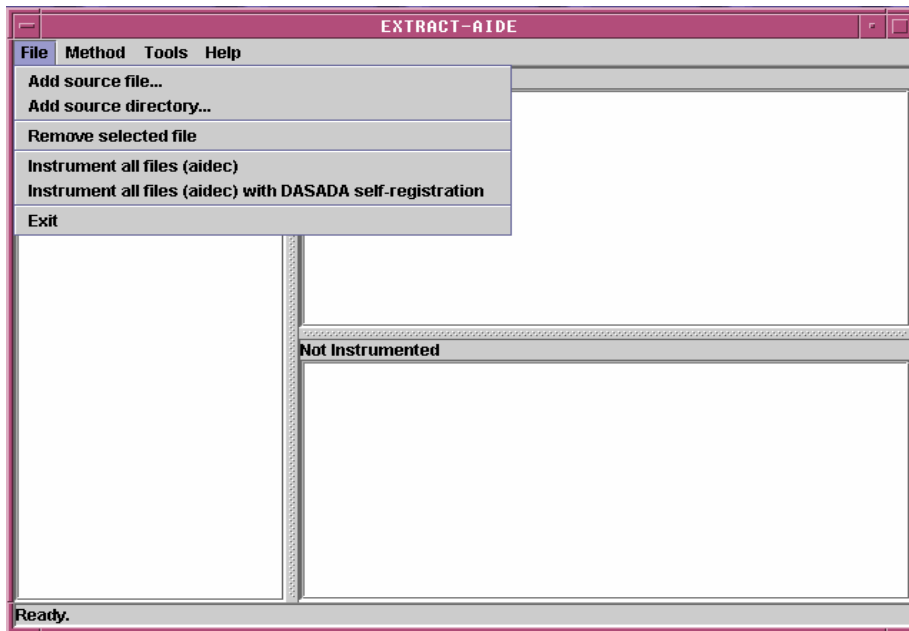 EXTRACT-AIDE
File Method Tools Help
Add source file...
Add source directory...
Remove selected file
Instrument all files (aidec)
Instrument all files (aidec) with DASADA self-registration
Exit
Not Instrumented
Ready.